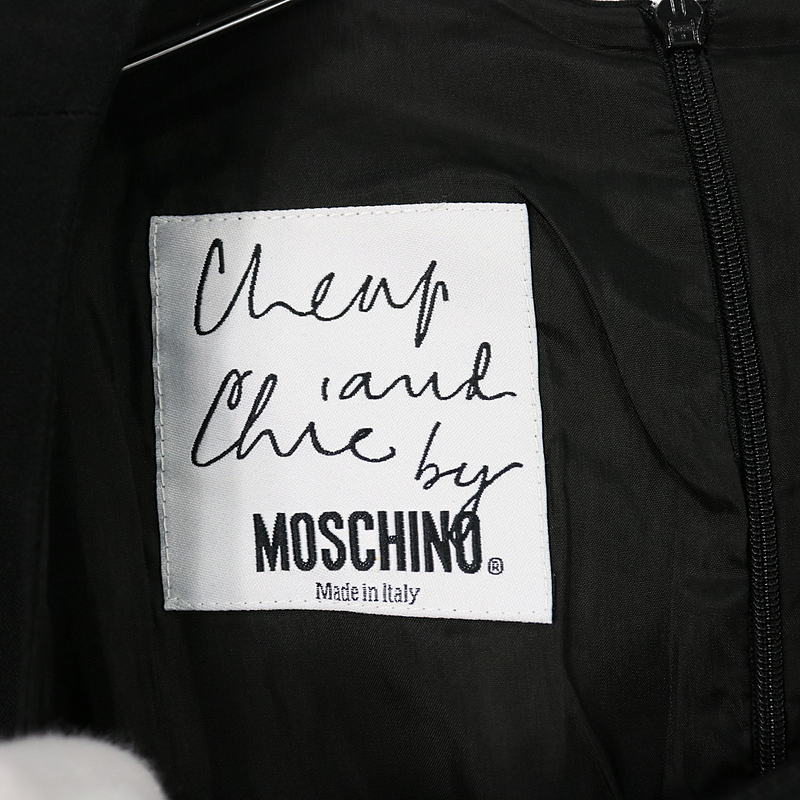 Cheap
and
Chic by
MOSCHINO®
Made in Italy